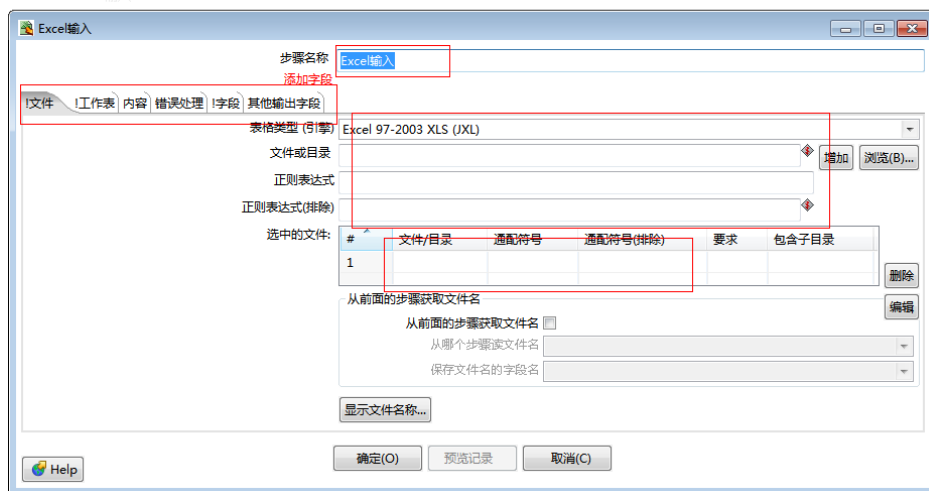 Excel输入
步骤名称 Excel输入
添加字段
!文件 !工作表 内容 错误处理 !字段 其他输出字段
表格类型 (引擎) Excel 97-2003 XLS (JXL)
文件或目录 增加 浏览(B)...
正则表达式
正则表达式(排除)
选中的文件: # 文件/目录 通配符号 通配符号(排除) 要求 包含子目录
1
删除
从前面的步骤获取文件名
编辑
从前面的步骤获取文件名
从哪个步骤读文件名
保存文件名的字段名
显示文件名称...
确定(O) 预览记录 取消(C)
Help